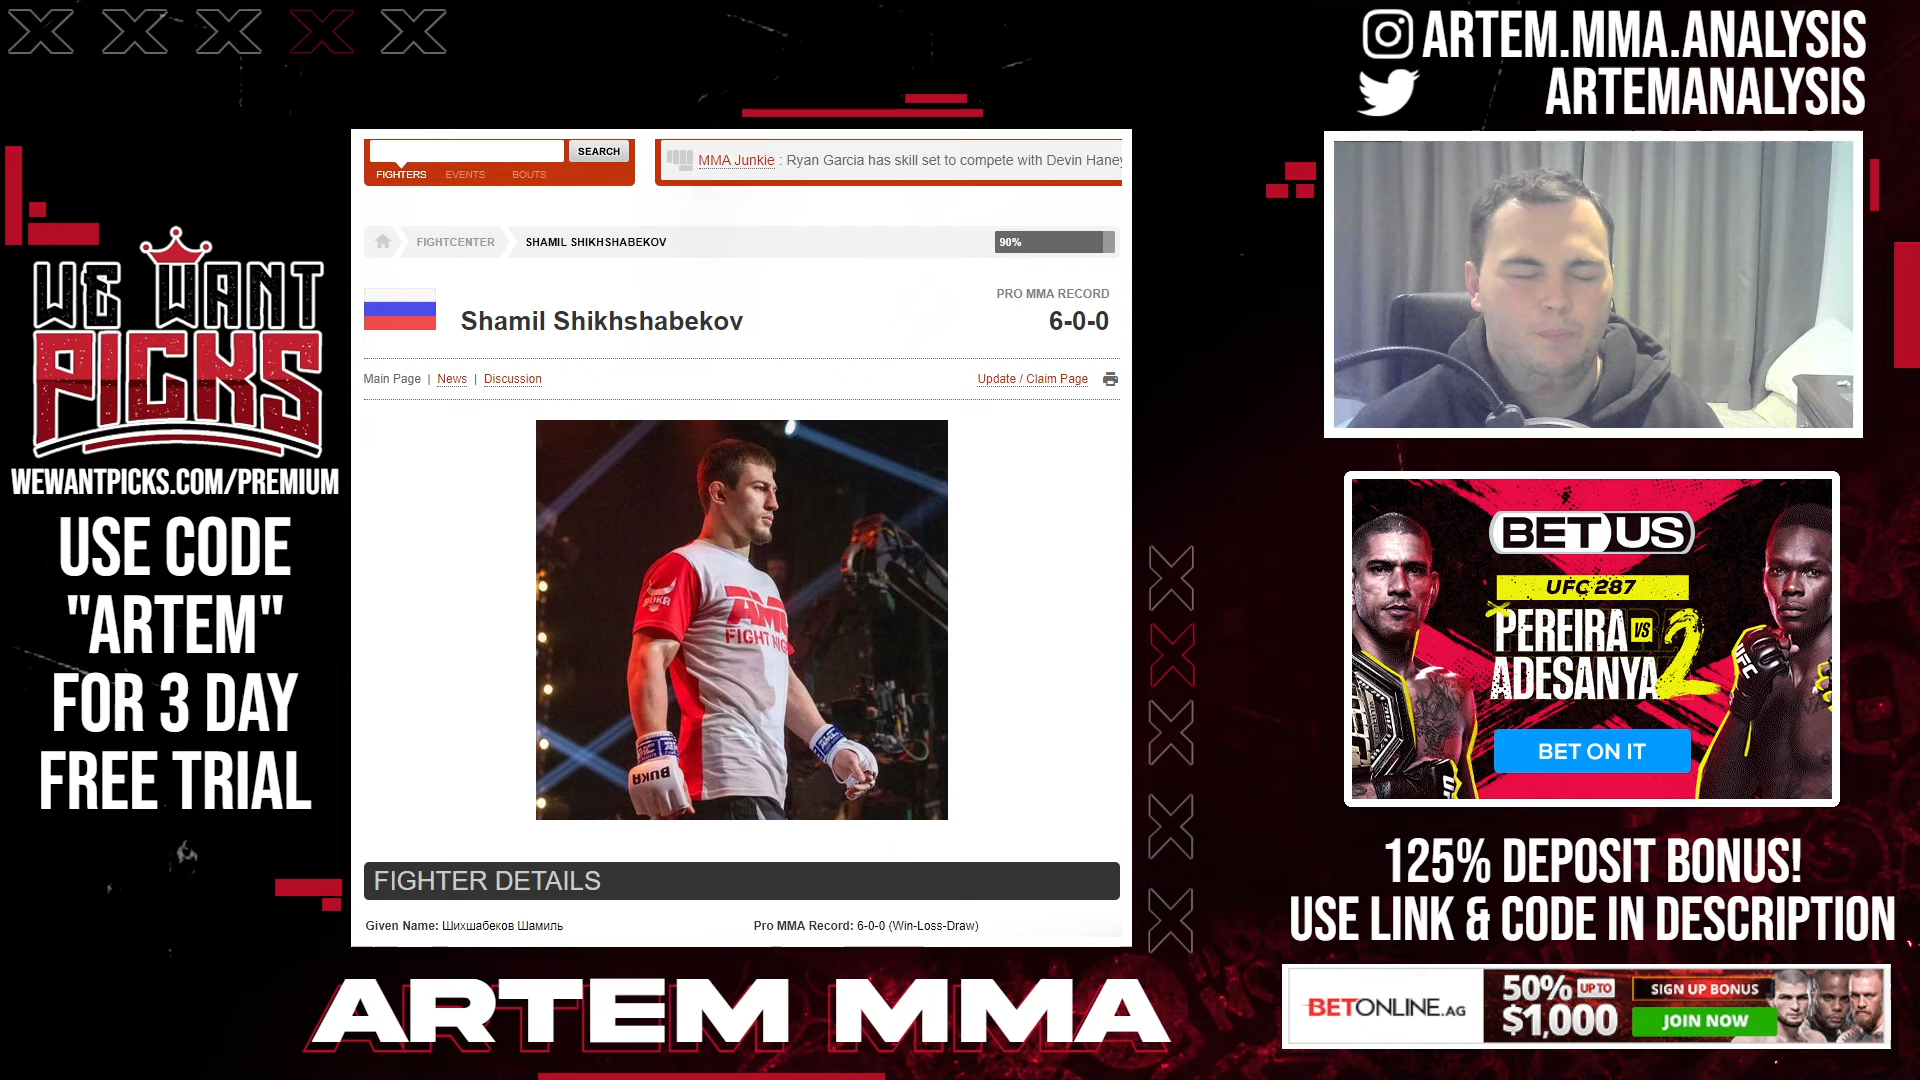 ARTEM.MMA.ANALYSIS
ARTEMANALYSIS
SEARCH
FIGHTERS
EVENTS
BOUTS
MMA Junkie : Ryan Garcia has skill set to compete with Devin Haney
FIGHTCENTER
SHAMIL SHIKHSHABEKOV
90%
Shamil Shikhshabekov
PRO MMA RECORD
6-0-0
Main Page | News | Discussion
Update / Claim Page
BUKA
FIGHT
BUKA
FIGHTER DETAILS
Given Name: Шихшабеков Шамиль
Pro MMA Record: 6-0-0 (Win-Loss-Draw)
WE WANT
PICKS
WEWANTPICKS.COM/PREMIUM
USE CODE
"ARTEM"
FOR 3 DAY
FREE TRIAL
BETUS
UFC 287
PEREIRA VS
ADESANYA 2
UFC
BET ON IT
125% DEPOSIT BONUS!
USE LINK & CODE IN DESCRIPTION
BETONLINE.AG
50% UP TO
$1,000
SIGN UP BONUS
JOIN NOW
ARTEM MMA